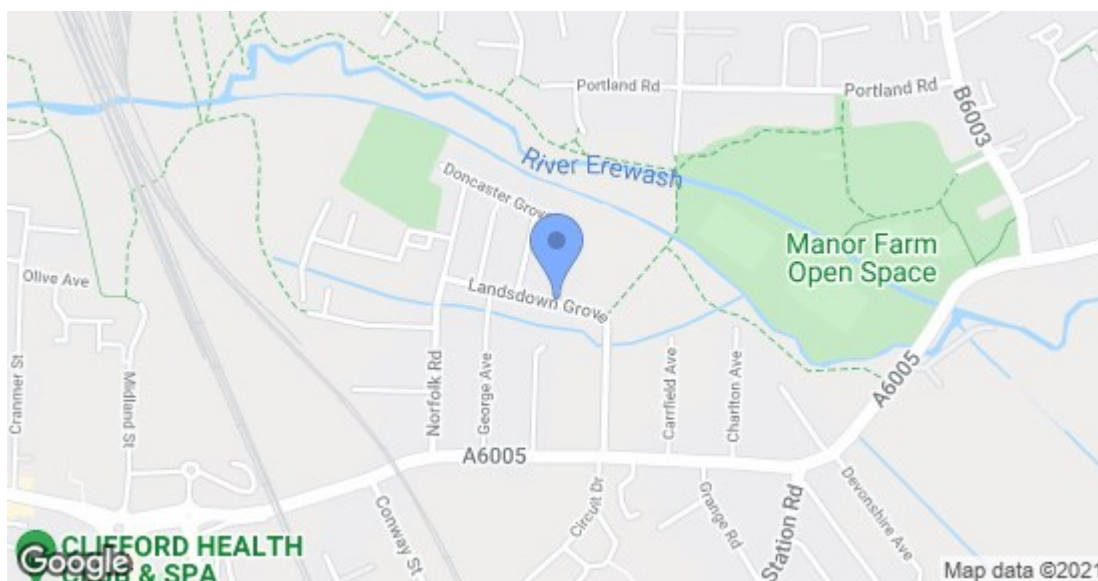 Portland Rd
Portland Rd
B6003
River Erewash
Doncaster Grove
Manor Farm
Open Space
Olive Ave
Landsdown Grove
Cranmer St
Midland St
Norfolk Rd
George Ave
Carrfield Ave
Charlton Ave
A6005
A6005
Conway St
Circuit Dr
Grange Rd
Station Rd
Devonshire Ave
CLIFFORD HEALTH
CLUB & SPA
Google
Map data ©2021